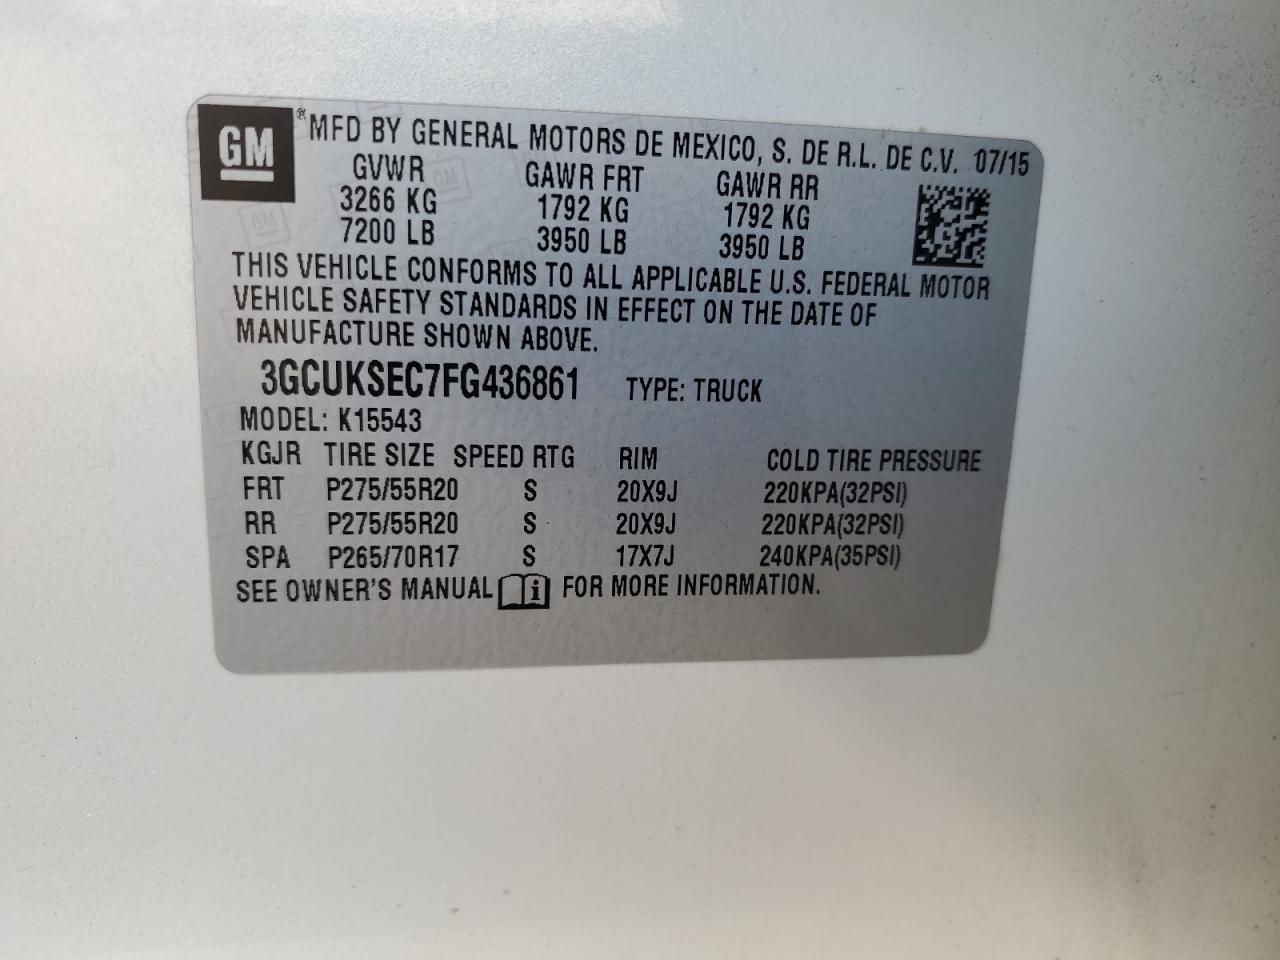 GM ® MFD BY GENERAL MOTORS DE MEXICO, S. DE R.L. DE C.V. 07/15
GVWR GAWR FRT GAWR RR
3266 KG 1792 KG 1792 KG
7200 LB 3950 LB 3950 LB
THIS VEHICLE CONFORMS TO ALL APPLICABLE U.S. FEDERAL MOTOR
VEHICLE SAFETY STANDARDS IN EFFECT ON THE DATE OF
MANUFACTURE SHOWN ABOVE.
3GCUKSEC7FG436861 TYPE: TRUCK
MODEL: K15543
KGJR TIRE SIZE SPEED RTG RIM COLD TIRE PRESSURE
FRT P275/55R20 S 20X9J 220KPA(32PSI)
RR P275/55R20 S 20X9J 220KPA(32PSI)
SPA P265/70R17 S 17X7J 240KPA(35PSI)
SEE OWNER'S MANUAL i FOR MORE INFORMATION.